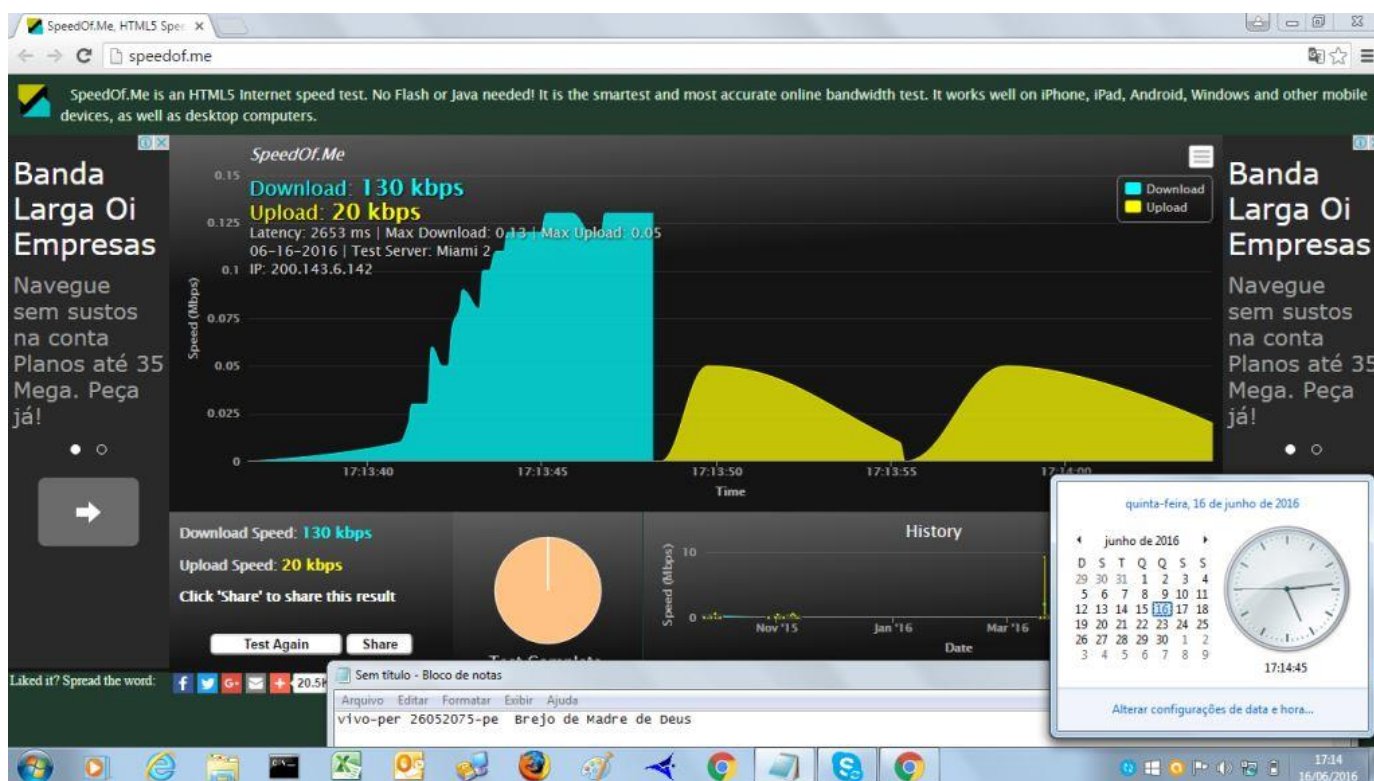 SpeedOf.Me, HTML5 Spee
speedof.me
SpeedOf.Me is an HTML5 Internet speed test. No Flash or Java needed! It is the smartest and most accurate online bandwidth test. It works well on iPhone, iPad, Android, Windows and other mobile
devices, as well as desktop computers.
Banda
Larga Oi
Empresas
Navegue
sem sustos
na conta
Planos até 35
Mega. Peça
já!
SpeedOf.Me
Download: 130 kbps
Upload: 20 kbps
Latency: 2653 ms | Max Download: 0.13 | Max Upload: 0.05
06-16-2016 | Test Server: Miami 2
IP: 200.143.6.142
Download
Upload
0.15
0.125
0.1
0.075
0.05
0.025
0
Speed (Mbps)
17:13:40 17:13:45 17:13:50 17:13:55 17:14:00
Time
Banda
Larga Oi
Empresas
Navegue
sem sustos
na conta
Planos até 35
Mega. Peça
já!
Download Speed: 130 kbps
Upload Speed: 20 kbps
Click 'Share' to share this result
Test Again Share
Test Complete
History
Speed (Mbps)
10
0
Nov '15 Jan '16 Mar '16
Date
Liked it? Spread the word:
20.5K
Sem título - Bloco de notas
Arquivo Editar Formatar Exibir Ajuda
vivo-per 26052075-pe Brejo de Madre de Deus
quinta-feira, 16 de junho de 2016
junho de 2016
D S T Q Q S S
29 30 31 1 2 3 4
5 6 7 8 9 10 11
12 13 14 15 16 17 18
19 20 21 22 23 24 25
26 27 28 29 30 1 2
3 4 5 6 7 8 9
17:14:45
Alterar configurações de data e hora...
17:14
16/06/2016